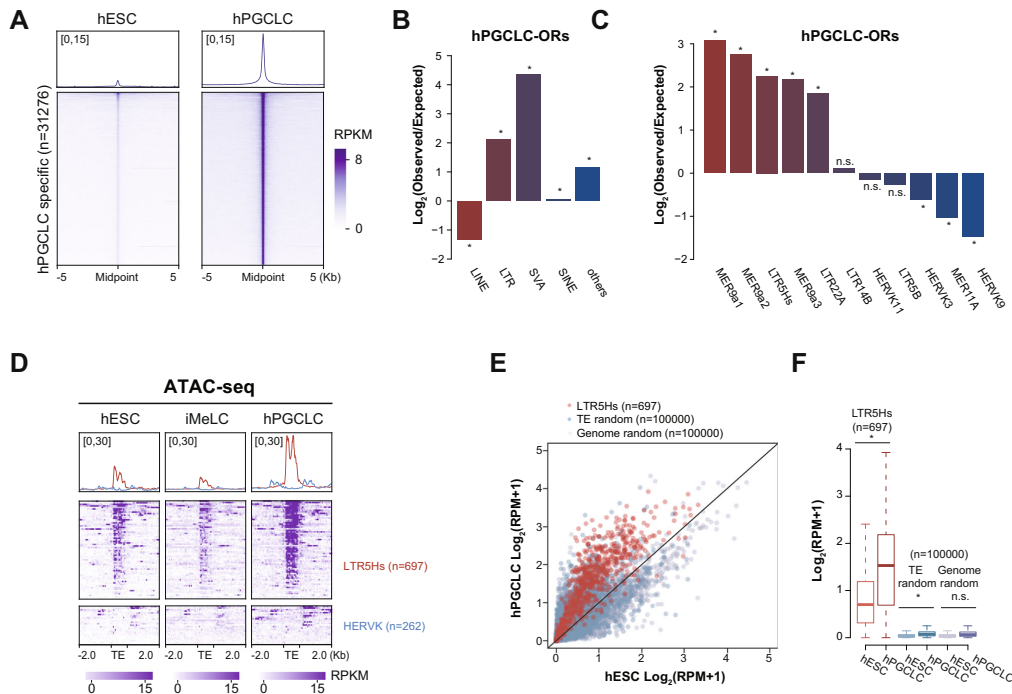 A
hESC
hPGCLC
[0,15]
[0,15]
hPGCLC specific (n=31276)
RPKM
8
0
-5
Midpoint
5
-5
Midpoint
5 (Kb)
B
hPGCLC-ORs
Log2(Observed/Expected)
5
4
3
2
1
0
−1
−2
*
*
*
*
*
LINE
LTR
SVA
SINE
others
C
hPGCLC-ORs
Log2(Observed/Expected)
3
2
1
0
-1
-2
*
*
*
*
*
n.s.
n.s.
n.s.
*
*
*
MER9a1
MER9a2
LTR5Hs
MER9a3
LTR22A
LTR14B
HERVK11
LTR5B
HERVK3
MER11A
HERVK9
D
ATAC-seq
hESC
iMeLC
hPGCLC
[0,30]
[0,30]
[0,30]
LTR5Hs (n=697)
HERVK (n=262)
-2.0
TE
2.0
-2.0
TE
2.0
-2.0
TE
2.0 (Kb)
0
15
0
15
0
15
RPKM
E
LTR5Hs (n=697)
TE random (n=100000)
Genome random (n=100000)
hPGCLC Log2(RPM+1)
5
4
3
2
1
0
0
1
2
3
4
5
hESC Log2(RPM+1)
F
LTR5Hs
(n=697)
*
Log2(RPM+1)
4
3
2
1
0
(n=100000)
TE
random
*
Genome
random
n.s.
hESC
hPGCLC
hESC
hPGCLC
hESC
hPGCLC